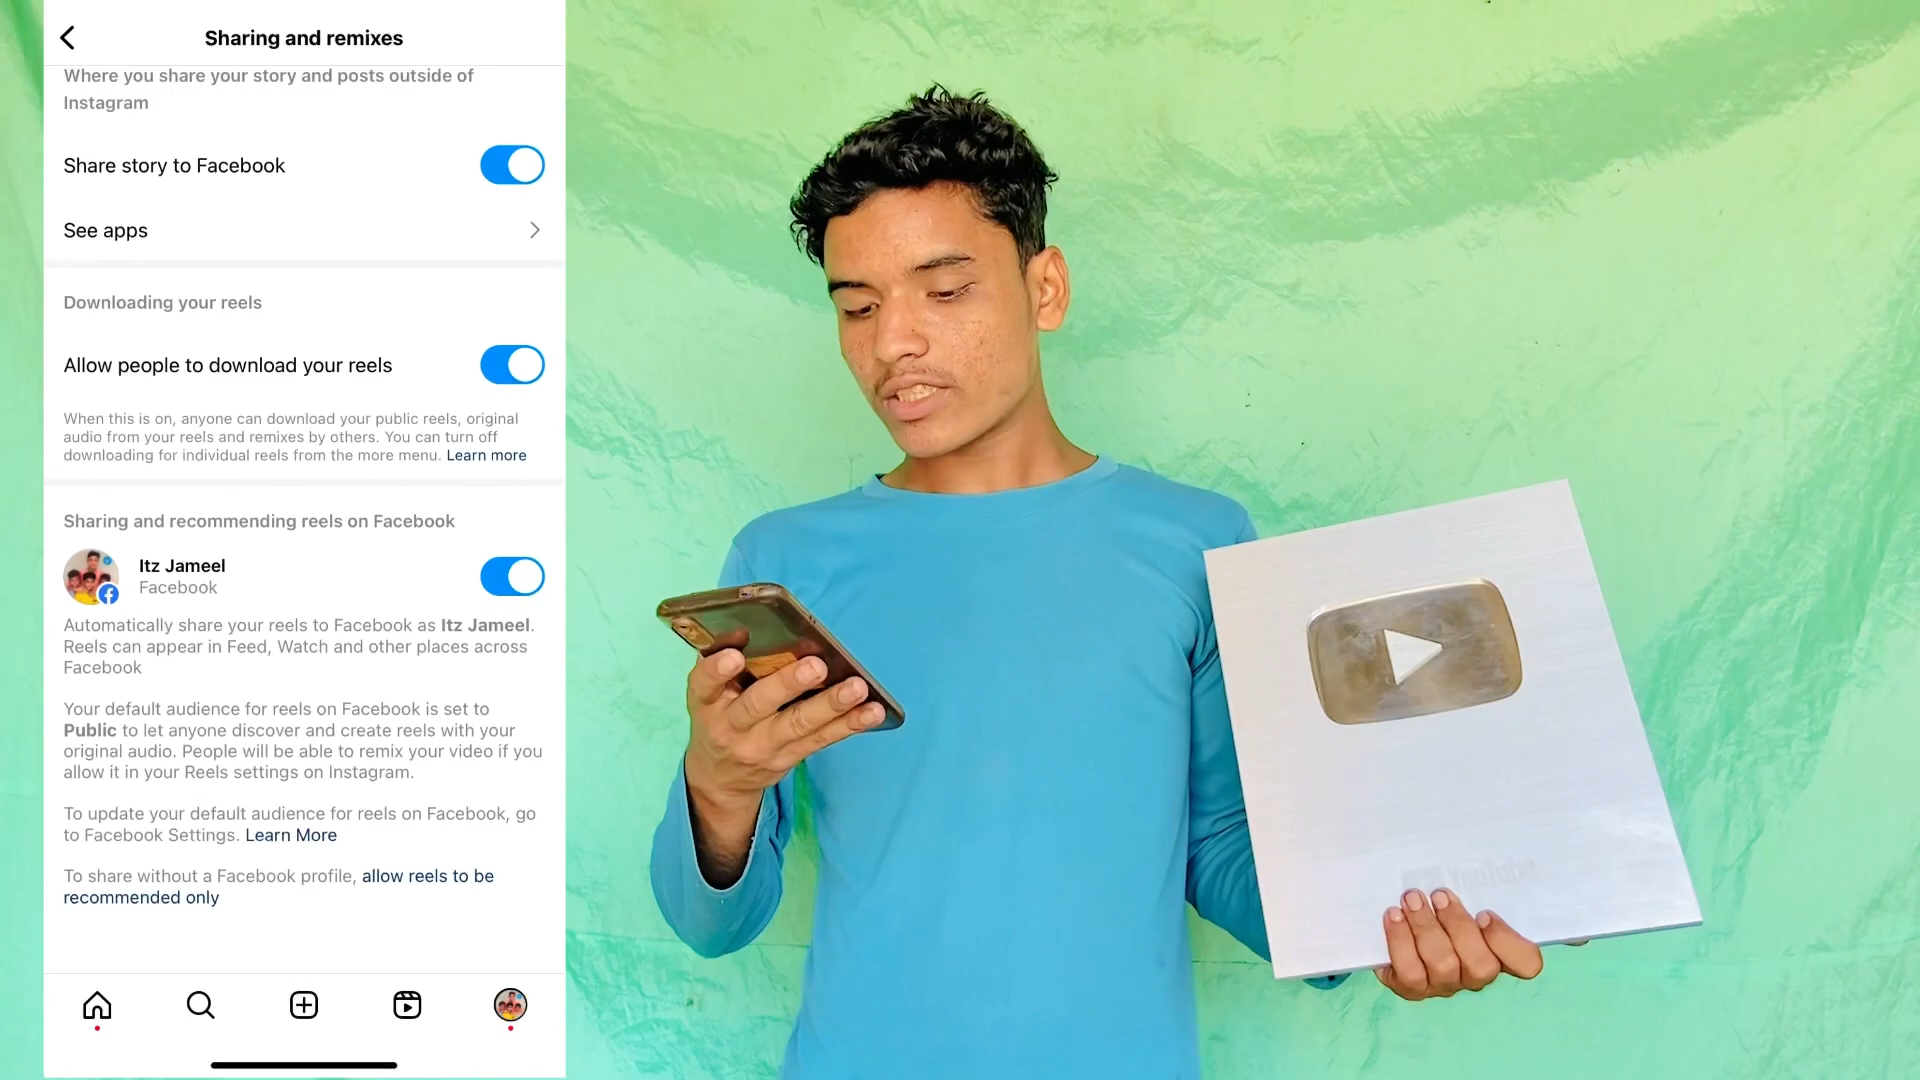 Sharing and remixes
Where you share your story and posts outside of
Instagram
Share story to Facebook
See apps
Downloading your reels
Allow people to download your reels
When this is on, anyone can download your public reels, original
audio from your reels and remixes by others. You can turn off
downloading for individual reels from the more menu. Learn more
Sharing and recommending reels on Facebook
Itz Jameel
Facebook
Automatically share your reels to Facebook as Itz Jameel.
Reels can appear in Feed, Watch and other places across
Facebook
Your default audience for reels on Facebook is set to
Public to let anyone discover and create reels with your
original audio. People will be able to remix your video if you
allow it in your Reels settings on Instagram.
To update your default audience for reels on Facebook, go
to Facebook Settings. Learn More
To share without a Facebook profile, allow reels to be
recommended only
YouTube